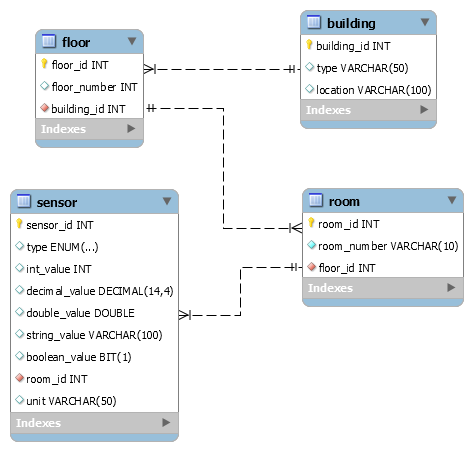 floor
floor_id INT
floor_number INT
building_id INT
Indexes
building
building_id INT
type VARCHAR(50)
location VARCHAR(100)
Indexes
sensor
sensor_id INT
type ENUM(...)
int_value INT
decimal_value DECIMAL(14,4)
double_value DOUBLE
string_value VARCHAR(100)
boolean_value BIT(1)
room_id INT
unit VARCHAR(50)
Indexes
room
room_id INT
room_number VARCHAR(10)
floor_id INT
Indexes